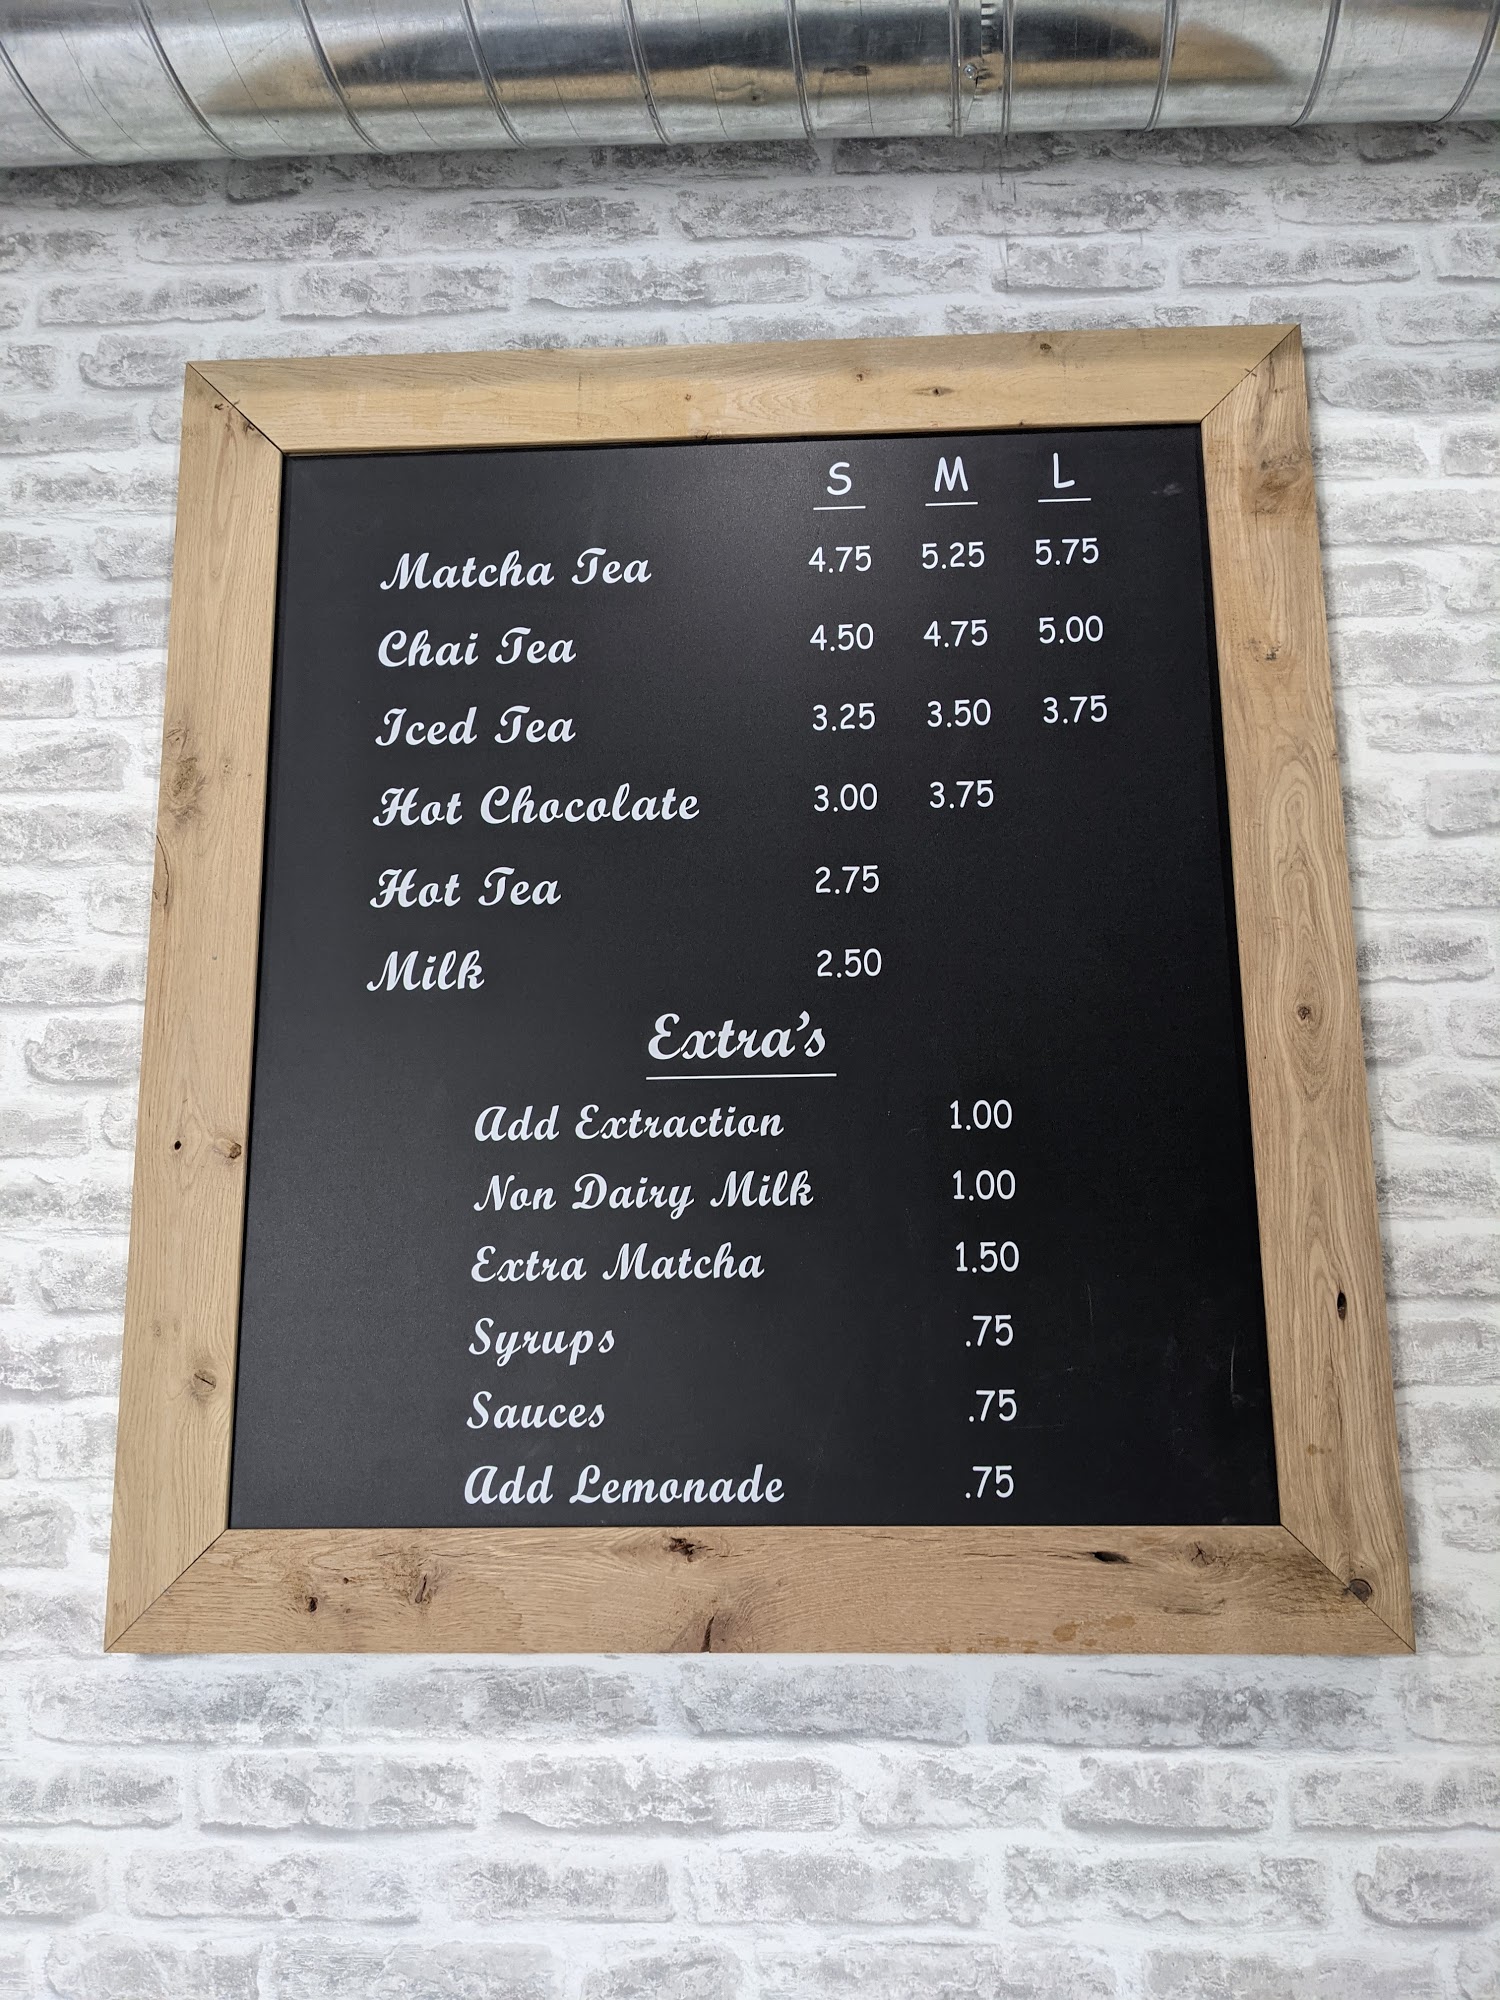 S M L
Matcha Tea 4.75 5.25 5.75
Chai Tea 4.50 4.75 5.00
Iced Tea 3.25 3.50 3.75
Hot Chocolate 3.00 3.75
Hot Tea 2.75
Milk 2.50
Extra's
Add Extraction 1.00
Non Dairy Milk 1.00
Extra Matcha 1.50
Syrups .75
Sauces .75
Add Lemonade .75